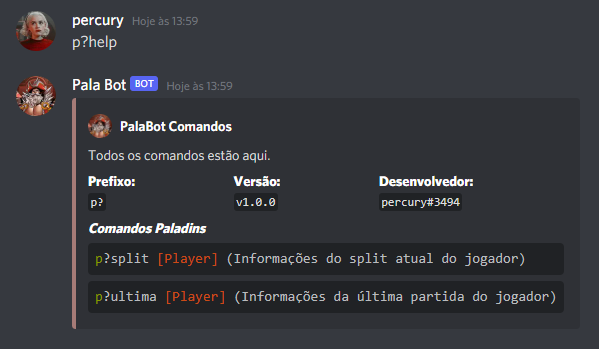 percury Hoje às 13:59
p?help
Pala Bot BOT Hoje às 13:59
PalaBot Comandos
Todos os comandos estão aqui.
Prefixo: Versão: Desenvolvedor:
p? v1.0.0 percury#3494
Comandos Paladins
p?split [Player] (Informações do split atual do jogador)
p?ultima [Player] (Informações da última partida do jogador)